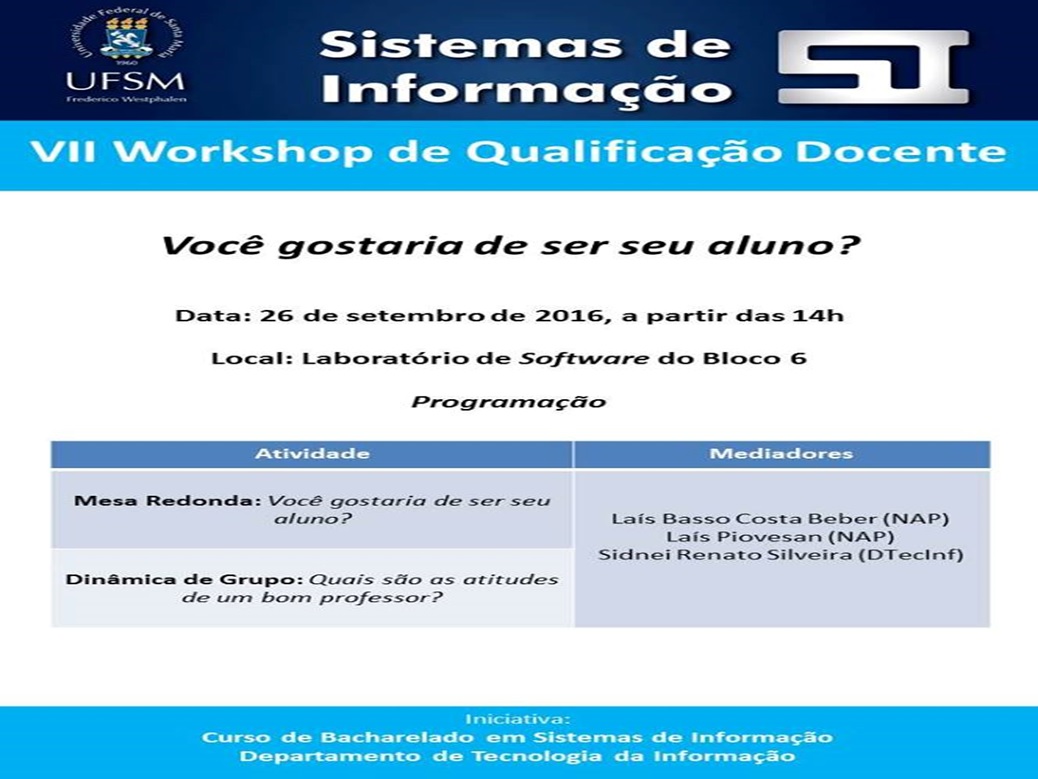 Universidade Federal de Santa Maria
1960
UFSM
Frederico Westphalen
Sistemas de
Informação
SI
VII Workshop de Qualificação Docente
Você gostaria de ser seu aluno?
Data: 26 de setembro de 2016, a partir das 14h
Local: Laboratório de Software do Bloco 6
Programação
Atividade
Mediadores
Mesa Redonda: Você gostaria de ser seu
aluno?
Dinâmica de Grupo: Quais são as atitudes
de um bom professor?
Laís Basso Costa Beber (NAP)
Laís Piovesan (NAP)
Sidnei Renato Silveira (DTecInf)
Iniciativa:
Curso de Bacharelado em Sistemas de Informação
Departamento de Tecnologia da Informação